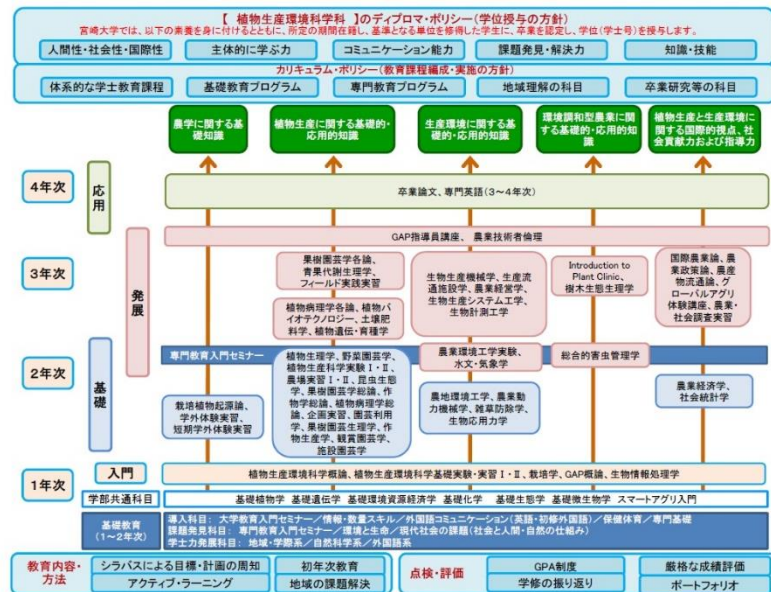 【 植物生産環境科学科 】のディプロマ・ポリシー(学位授与の方針)
宮崎大学では、以下の素養を身に付けるとともに、所定の期間在籍し、基準となる単位を修得した学生に、卒業を認定し、学位(学士号)を授与します。
人間性・社会性・国際性
主体的に学ぶ力
コミュニケーション能力
課題発見・解決力
知識・技能
カリキュラム・ポリシー(教育課程編成・実施の方針)
体系的な学士教育課程
基礎教育プログラム
専門教育プログラム
地域理解の科目
卒業研究等の科目
農学に関する基
礎知識
植物生産に関する基礎的・
応用的知識
生産環境に関する基
礎的・応用的知識
環境調和型農業に関
する基礎的・応用的知
識
植物生産と生産環境に
関する国際的視点、社
会貢献力および指導力
4年次
応用
卒業論文、専門英語(3~4年次)
発展
GAP指導員講座、 農業技術者倫理
3年次
果樹園芸学各論、
青果代謝生理学、
フィールド実践実習
植物病理学各論、植物バ
イオテクノロジー、土壌肥
料学、植物遺伝・育種学
生物生産機械学、生産流
通施設学、農業経営学、
生物生産システム工学、
生物計測工学
Introduction to
Plant Clinic、
樹木生態生理学
国際農業論、農
業政策論、農産
物流通論、グ
ローバルアグリ
体験講座、農業・
社会調査実習
2年次
基礎
専門教育入門セミナー
植物生理学、野菜園芸学、
植物生産科学実験Ⅰ・Ⅱ、
農場実習Ⅰ・Ⅱ、昆虫生態
学、果樹園芸学総論、作
物学総論、植物病理学総
論、企画実習、園芸利用
学、果樹園芸生理学、作
物生産学、観賞園芸学、
施設園芸学
農業環境工学実験、
水文・気象学
総合的害虫管理学
栽培植物起源論、
学外体験実習、
短期学外体験実習
農地環境工学、農業動
力機械学、雑草防除学、
生物応用力学
農業経済学、
社会統計学
1年次
入門
植物生産環境科学概論、植物生産環境科学基礎実験・実習Ⅰ・Ⅱ、栽培学、GAP概論、生物情報処理学
学部共通科目
基礎植物学 基礎遺伝学 基礎環境資源経済学 基礎化学 基礎生態学 基礎微生物学 スマートアグリ入門
基礎教育
(1~2年次)
導入科目: 大学教育入門セミナー/情報・数量スキル/外国語コミュニケーション(英語・初修外国語)/保健体育/専門基礎
課題発見科目: 専門教育入門セミナー/環境と生命/現代社会の課題(社会と人間・自然の仕組み)
学士力発展科目: 地域・学際系/自然科学系/外国語系
教育内容・
方法
シラバスによる目標・計画の周知
初年次教育
アクティブ・ラーニング
地域の課題解決
点検・評価
GPA制度
厳格な成績評価
学修の振り返り
ポートフォリオ